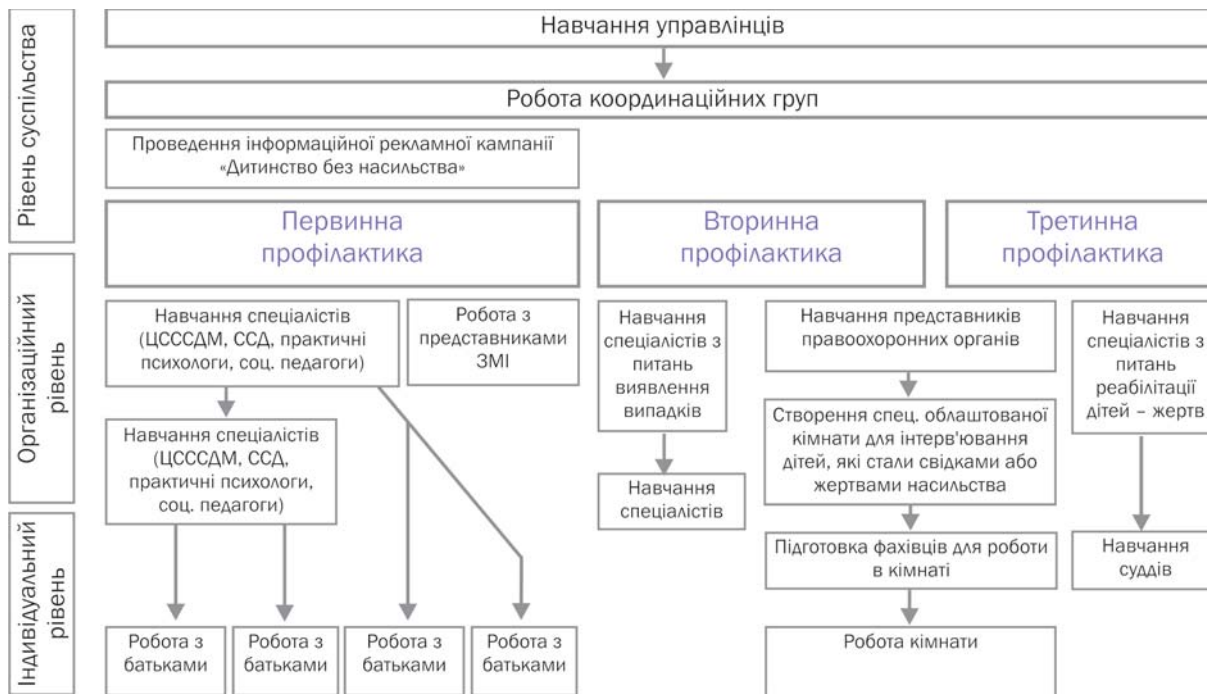 Рівень суспільства
Навчання управлінців
Робота координаційних груп
Проведення інформаційної рекламної кампанії
«Дитинство без насильства»
Первинна
профілактика
Вторинна
профілактика
Третинна
профілактика
Організаційний
рівень
Навчання спеціалістів
(ЦСССДМ, ССД, практичні
психологи, соц. педагоги)
Робота з
представниками
ЗМІ
Навчання
спеціалістів з
питань
виявлення
випадків
Навчання представників
правоохоронних органів
Навчання
спеціалістів з
питань
реабілітації
дітей – жертв
Навчання спеціалістів
(ЦСССДМ, ССД,
практичні психологи,
соц. педагоги)
Навчання
спеціалістів
Створення спец. облаштованої
кімнати для інтерв'ювання
дітей, які стали свідками або
жертвами насильства
Індивідуальний
рівень
Підготовка фахівців для роботи
в кімнаті
Навчання
суддів
Робота з
батьками
Робота з
батьками
Робота з
батьками
Робота з
батьками
Робота кімнати